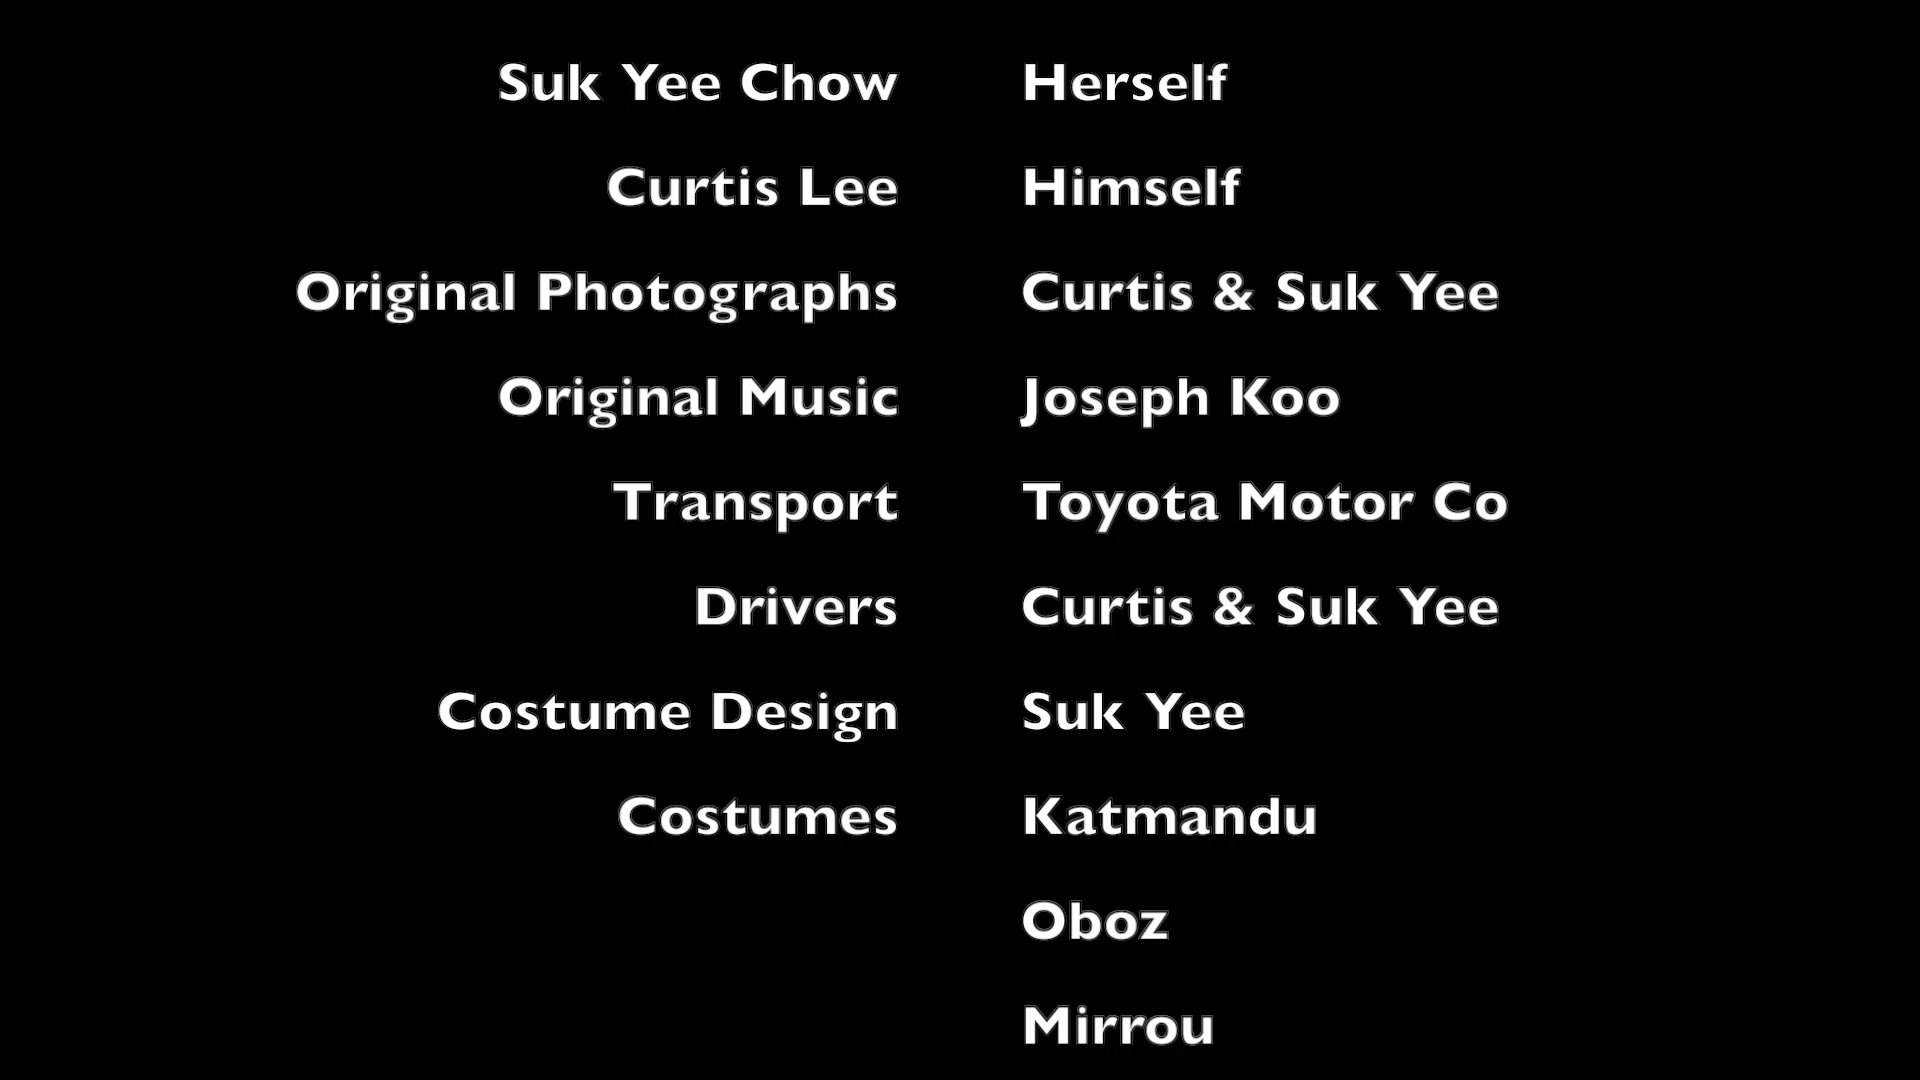 Suk Yee Chow Herself
Curtis Lee Himself
Original Photographs Curtis & Suk Yee
Original Music Joseph Koo
Transport Toyota Motor Co
Drivers Curtis & Suk Yee
Costume Design Suk Yee
Costumes Katmandu
Oboz
Mirrou